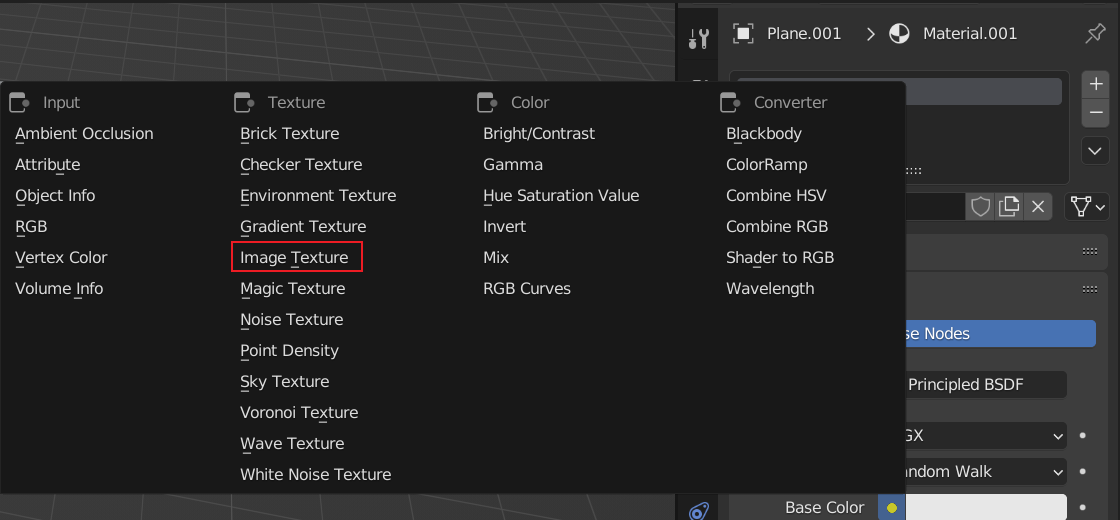 Plane.001 Material.001
Input
Ambient Occlusion
Attribute
Object Info
RGB
Vertex Color
Volume Info
Texture
Brick Texture
Checker Texture
Environment Texture
Gradient Texture
Image Texture
Magic Texture
Noise Texture
Point Density
Sky Texture
Voronoi Texture
Wave Texture
White Noise Texture
Color
Bright/Contrast
Gamma
Hue Saturation Value
Invert
Mix
RGB Curves
Converter
Blackbody
ColorRamp
Combine HSV
Combine RGB
Shader to RGB
Wavelength
se Nodes
Principled BSDF
GX
ndom Walk
Base Color